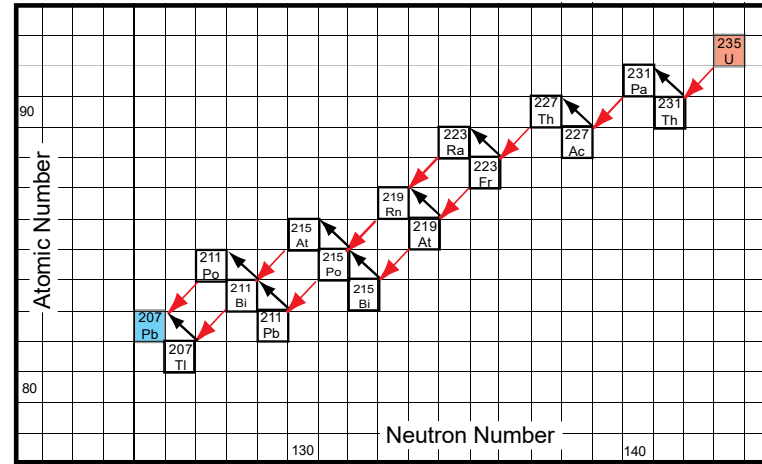 235
U
231
Pa
231
Th
90
227
Th
227
Ac
223
Ra
223
Fr
219
Rn
219
At
215
At
215
Po
215
Bi
211
Po
211
Bi
211
Pb
207
Pb
207
Tl
80
Atomic Number
130
140
Neutron Number